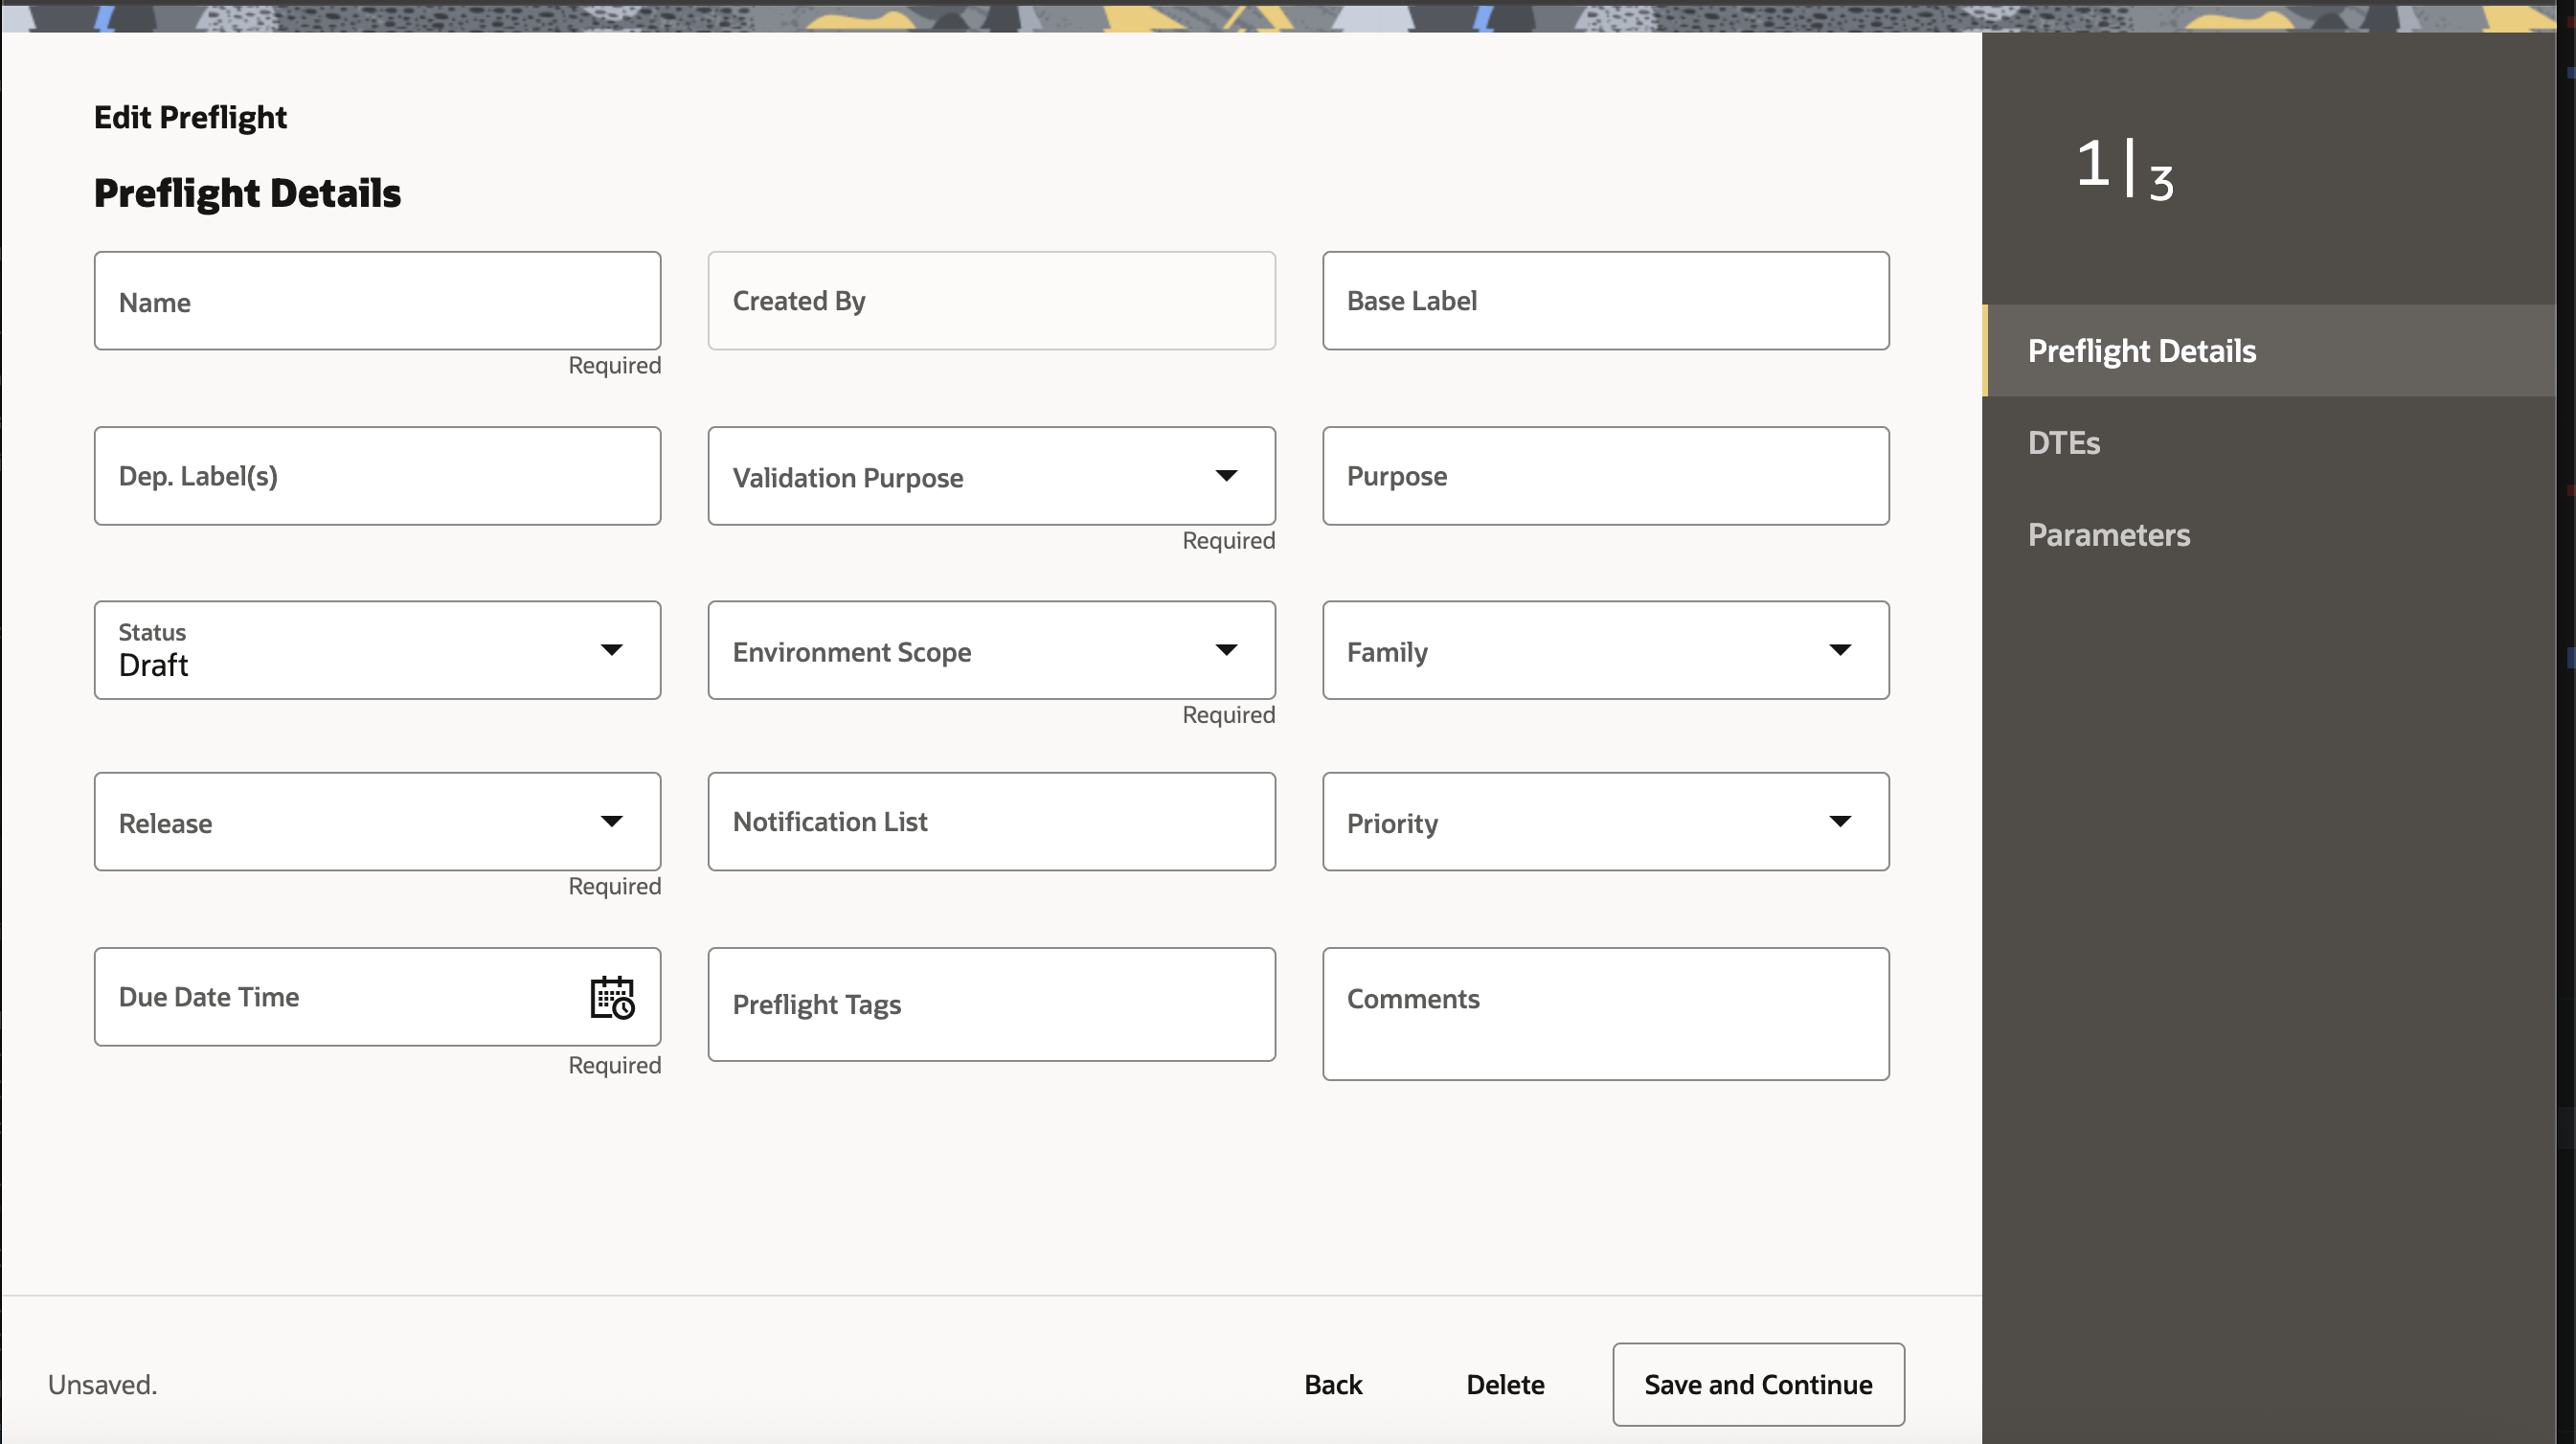 Edit Preflight
Preflight Details
Name
Required
Created By
Base Label
Dep. Label(s)
Validation Purpose
Required
Purpose
Status
Draft
Environment Scope
Required
Family
Release
Required
Notification List
Priority
Due Date Time
Required
Preflight Tags
Comments
Unsaved.
Back
Delete
Save and Continue
1|3
Preflight Details
DTEs
Parameters